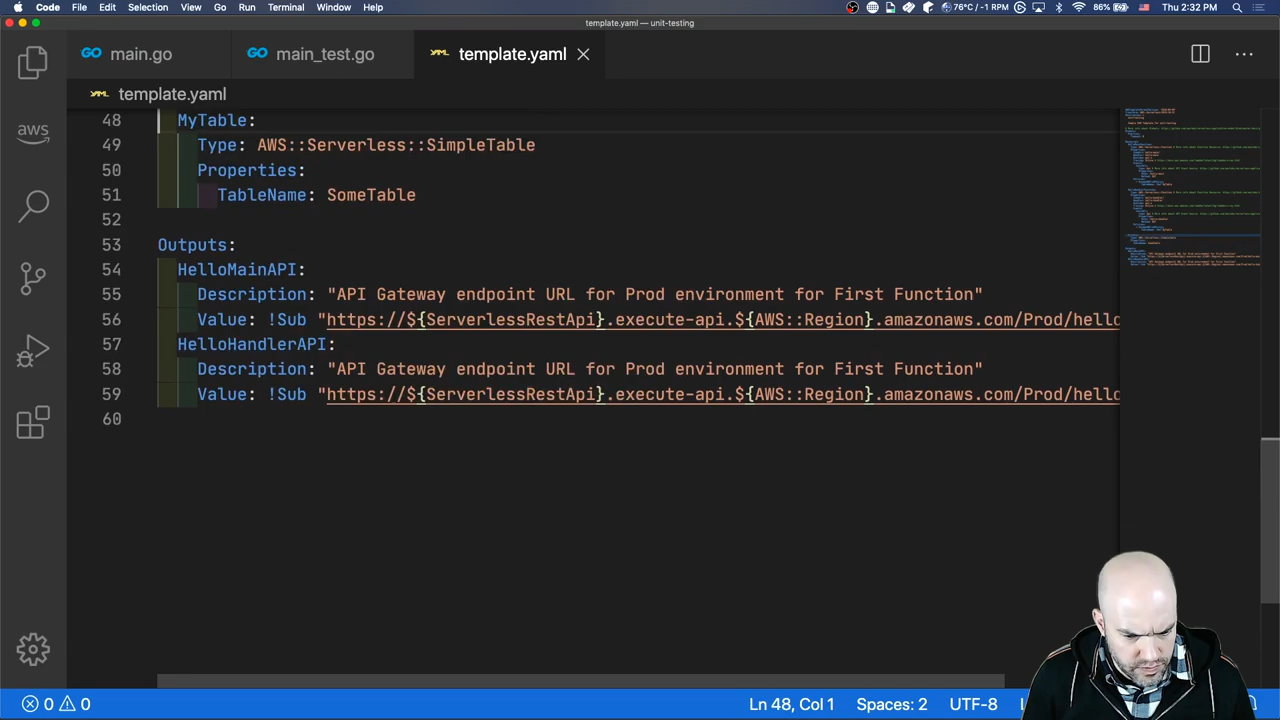 Code File Edit Selection View Go Run Terminal Window Help 76°C/-1 RPM 86% Thu 2:32 PM
template.yaml — unit-testing
main.go main_test.go template.yaml
aws
template.yaml
48 MyTable:
49 Type: AWS::Serverless::SimpleTable
50 Properties:
51 TableName: SomeTable
52
53 Outputs:
54 HelloMainAPI:
55 Description: "API Gateway endpoint URL for Prod environment for First Function"
56 Value: !Sub "https://${ServerlessRestApi}.execute-api.${AWS::Region}.amazonaws.com/Prod/hello
57 HelloHandlerAPI:
58 Description: "API Gateway endpoint URL for Prod environment for First Function"
59 Value: !Sub "https://${ServerlessRestApi}.execute-api.${AWS::Region}.amazonaws.com/Prod/hello
60
0 0 Ln 48, Col 1 Spaces: 2 UTF-8